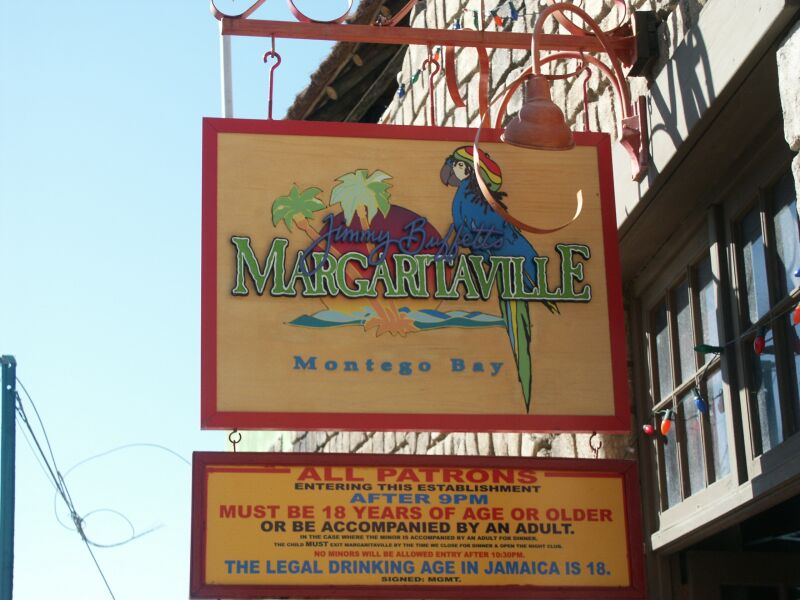 Jimmy Buffett's
MARGARITAVILLE
Montego Bay
ALL PATRONS
ENTERING THIS ESTABLISHMENT
AFTER 9PM
MUST BE 18 YEARS OF AGE OR OLDER
OR BE ACCOMPANIED BY AN ADULT.
IN THE CASE WHERE THE MINOR IS ACCOMPANIED BY AN ADULT FOR DINNER.
THE CHILD MUST EXIT MARGARITAVILLE BY THE TIME WE CLOSE FOR DINNER & OPEN THE NIGHT CLUB.
NO MINORS WILL BE ALLOWED ENTRY AFTER 10:30PM.
THE LEGAL DRINKING AGE IN JAMAICA IS 18.
SIGNED: MGMT.